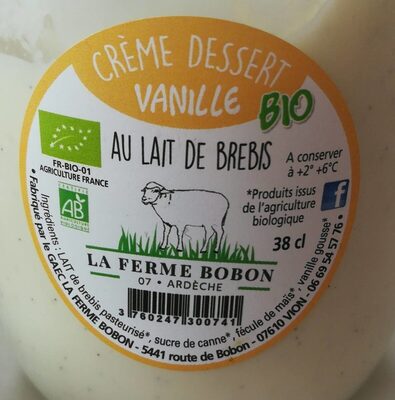 CRÈME DESSERT
VANILLE BIO
AU LAIT DE BREBIS
FR-BIO-01
AGRICULTURE FRANCE
CERTIFIÉ
AB
AGRICULTURE
BIOLOGIQUE
A conserver
à +2° +6°C
*Produits issus
de l'agriculture
biologique
f
38 cl
LA FERME BOBON
07 • ARDÈCHE
3 760247 300741
Ingrédients : LAIT de brebis pasteurisé*, sucre de canne*, fécule de maïs*, vanille gousse*
• Fabriqué par le GAEC LA FERME BOBON - 5441 route de Bobon - 07610 VION - 06 69 54 57 76 •